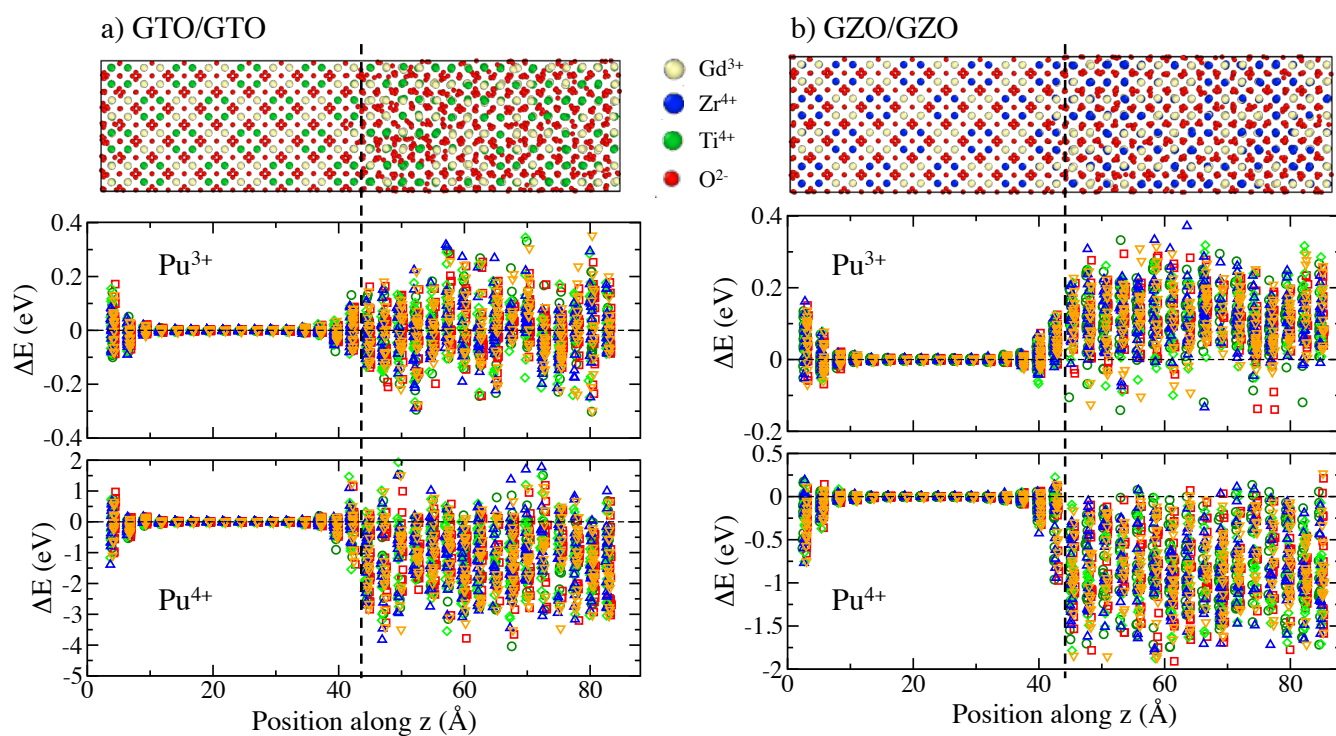 a) GTO/GTO
b) GZO/GZO
Gd3+
Zr4+
Ti4+
O2-
0.4
0.2
0
-0.2
-0.4
ΔE (eV)
Pu3+
2
1
0
-1
-2
-3
-4
-5
ΔE (eV)
Pu4+
0
20
40
60
80
Position along z (Å)
0.4
0.2
0
-0.2
ΔE (eV)
Pu3+
0.5
0
-0.5
-1
-1.5
-2
ΔE (eV)
Pu4+
0
20
40
60
80
Position along z (Å)